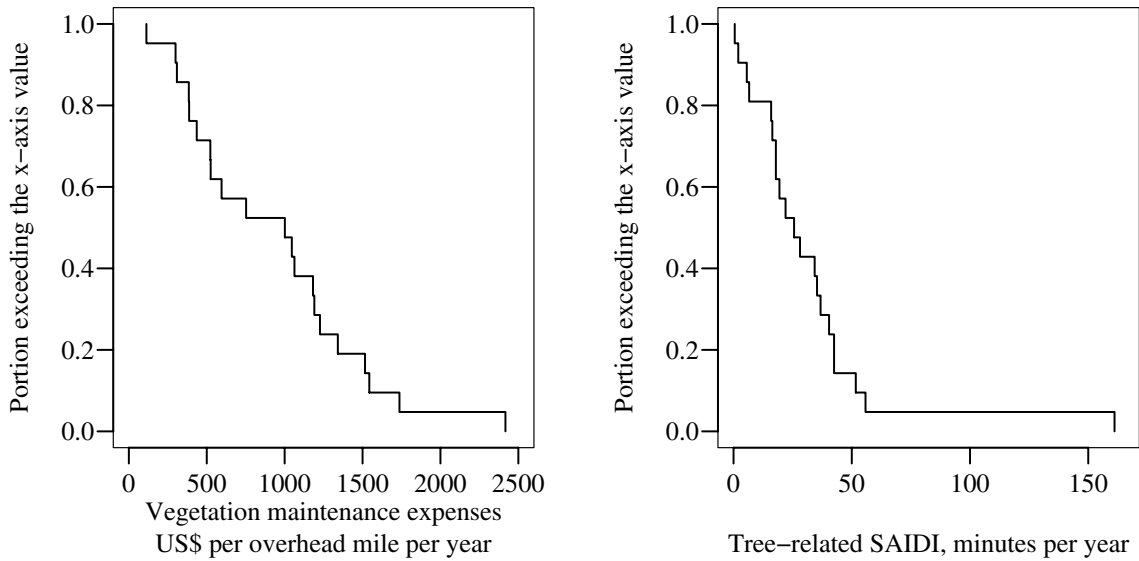 Portion exceeding the x−axis value
1.0
0.8
0.6
0.4
0.2
0.0
0 500 1000 1500 2000 2500
Vegetation maintenance expenses
US$ per overhead mile per year
Portion exceeding the x−axis value
1.0
0.8
0.6
0.4
0.2
0.0
0 50 100 150
Tree−related SAIDI, minutes per year